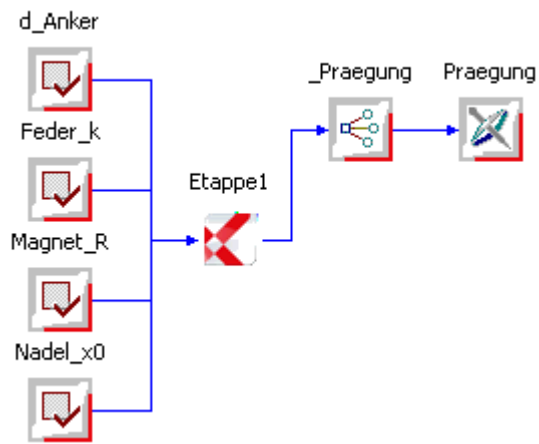 d_Anker
Feder_k
Magnet_R
Nadel_x0
Etappe1
_Praegung
Praegung